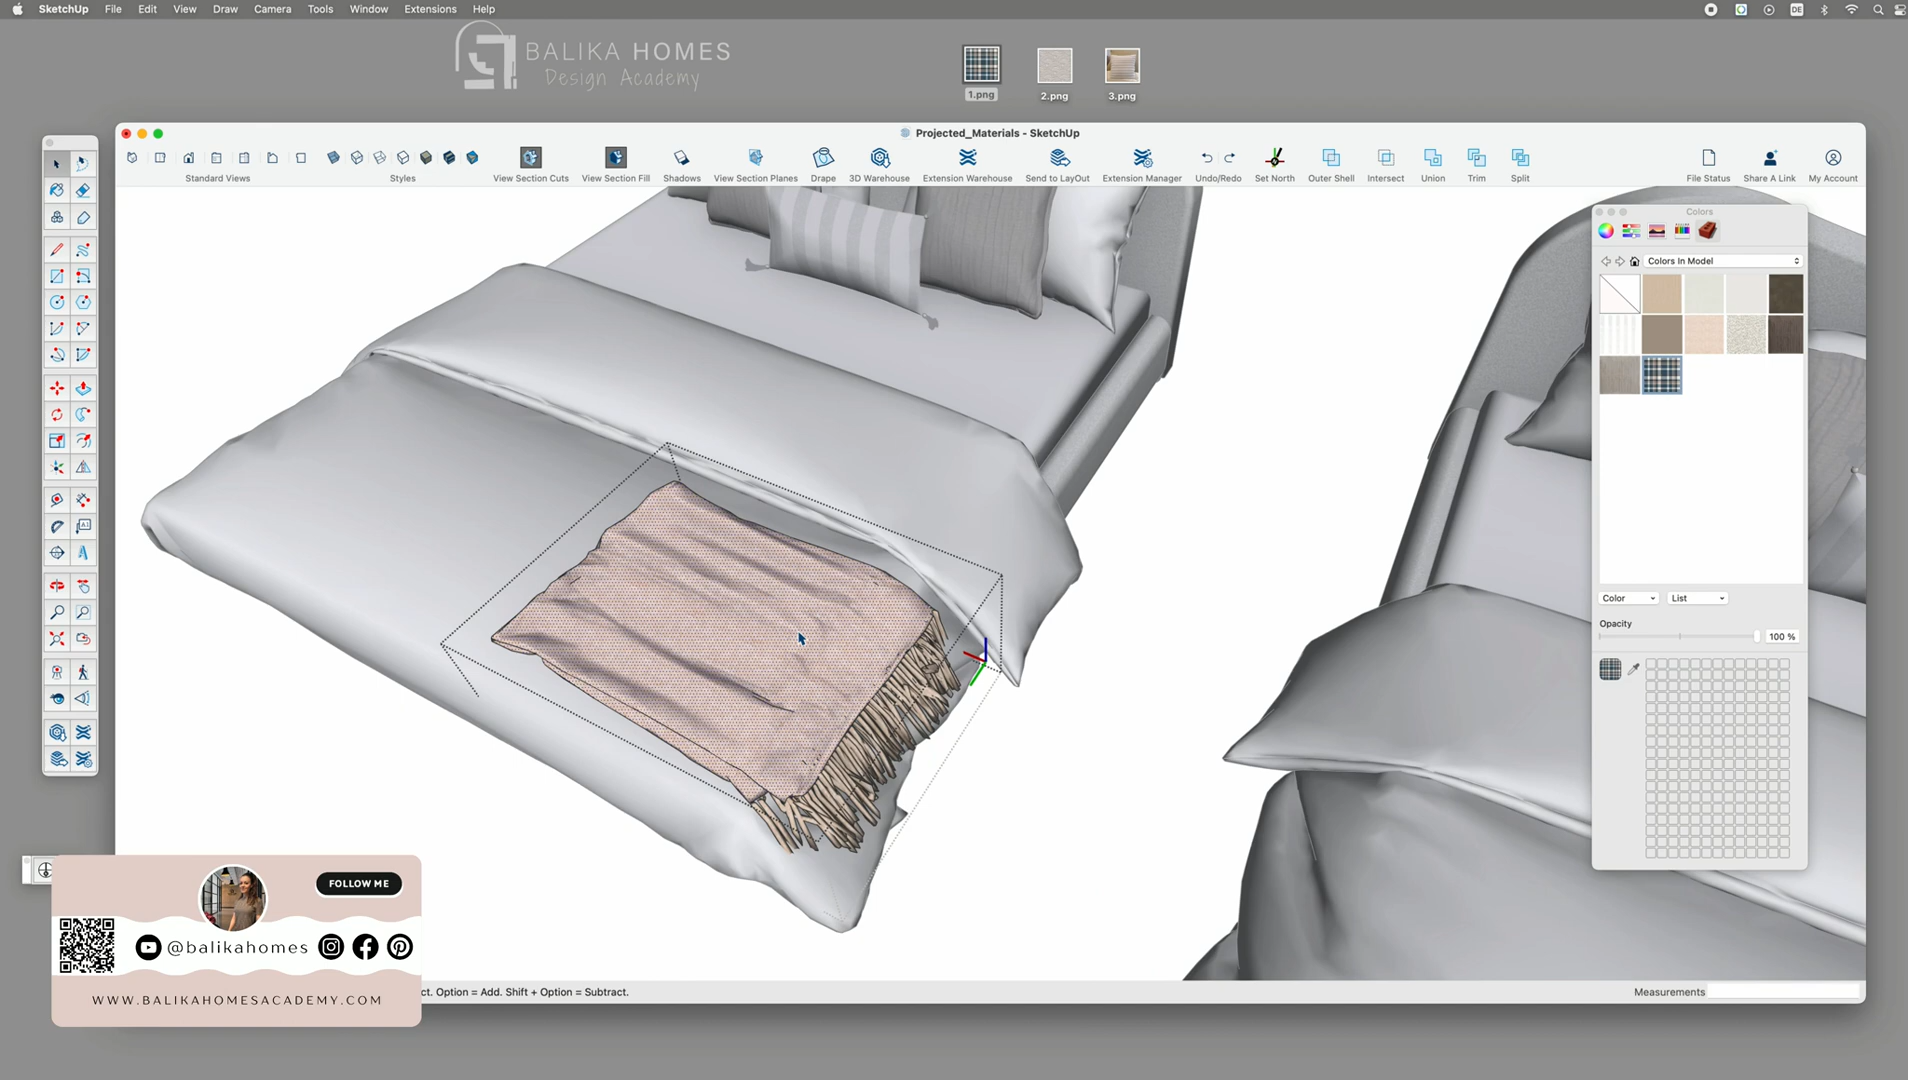 SketchUp File Edit View Draw Camera Tools Window Extensions Help DE
BALIKA HOMES
Design Academy
1.png 2.png 3.png
Projected_Materials - SketchUp
Standard Views Styles View Section Cuts View Section Fill Shadows View Section Planes Drape 3D Warehouse Extension Warehouse Send to LayOut Extension Manager Undo/Redo Set North Outer Shell Intersect Union Trim Split File Status Share A Link My Account
Colors
Colors In Model
Color List
Opacity
100 %
FOLLOW ME
@balikahomes
WWW.BALIKAHOMESACADEMY.COM
ct. Option = Add. Shift + Option = Subtract.
Measurements